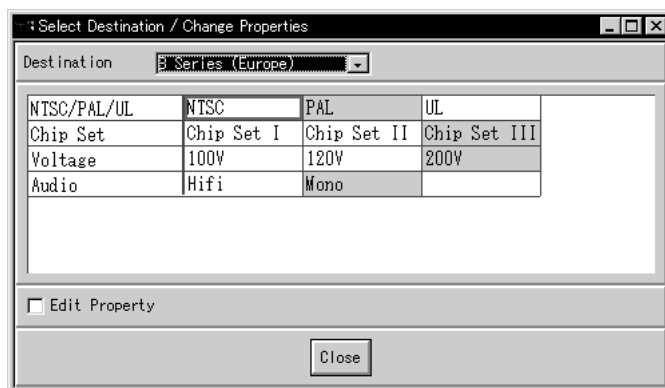 Select Destination / Change Properties
Destination B Series (Europe)
NTSC/PAL/UL NTSC PAL UL
Chip Set Chip Set I Chip Set II Chip Set III
Voltage 100V 120V 200V
Audio Hifi Mono
Edit Property
Close